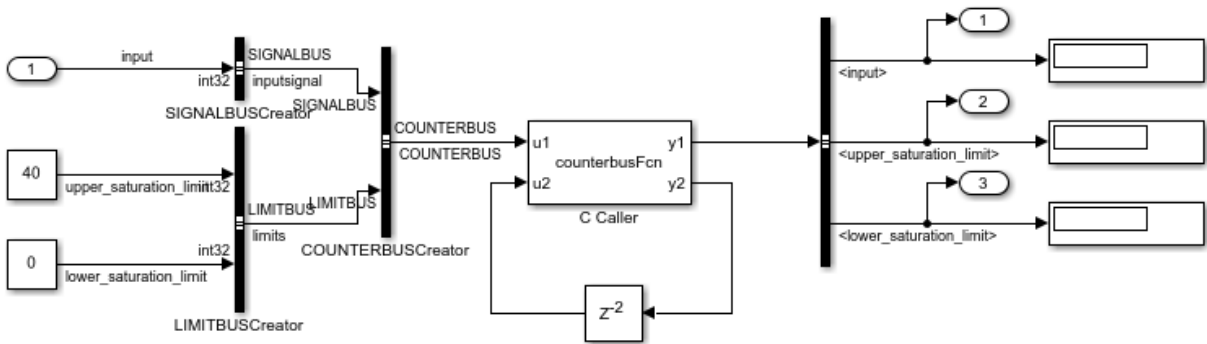 1
input
int32
SIGNALBUS
inputsignal
SIGNALBUSCreator
SIGNALBUS
40
upper_saturation_limit
int32
0
int32
lower_saturation_limit
LIMITBUS
limits
LIMITBUS
LIMITBUSCreator
COUNTERBUSCreator
COUNTERBUS
COUNTERBUS
u1
y1
counterbusFcn
u2
y2
C Caller
Z-2
1
<input>
2
<upper_saturation_limit>
3
<lower_saturation_limit>